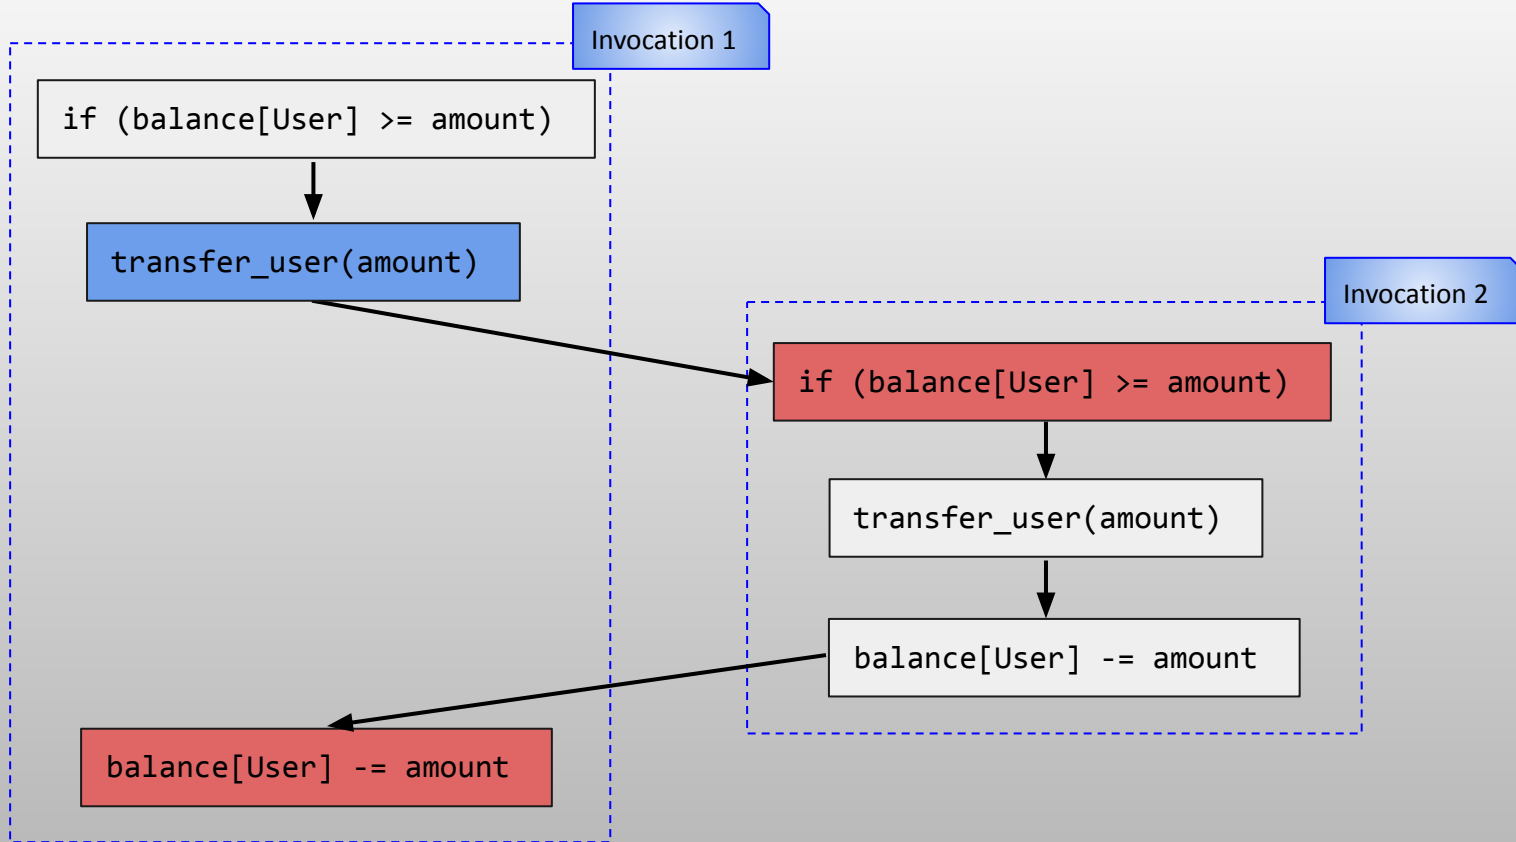 Invocation 1
if (balance[User] >= amount)
transfer_user(amount)
Invocation 2
if (balance[User] >= amount)
transfer_user(amount)
balance[User] -= amount
balance[User] -= amount